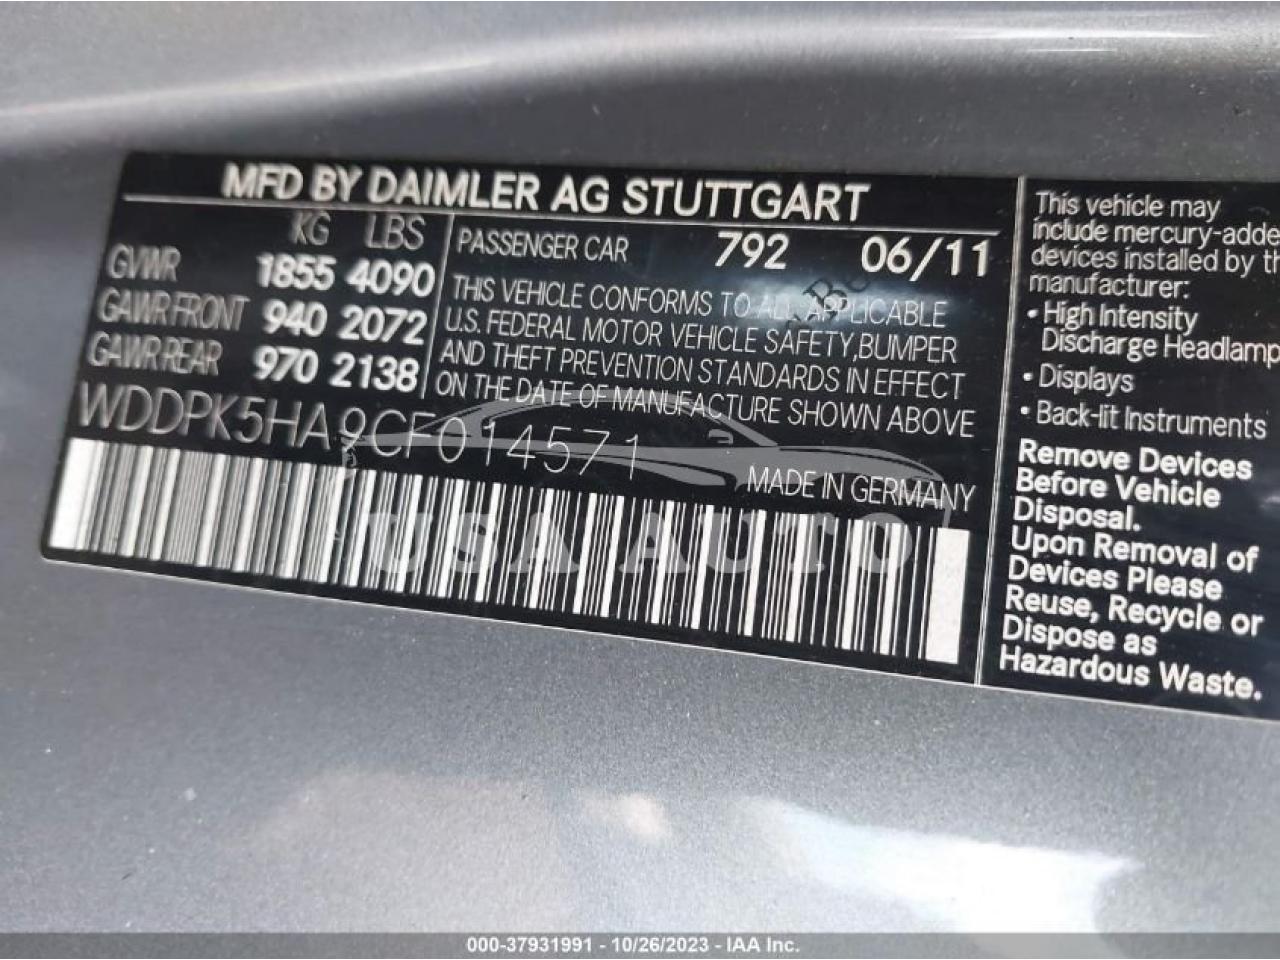 MFD BY DAIMLER AG STUTTGART
KG LBS
GVWR 1855 4090
GAWR FRONT 940 2072
GAWR REAR 970 2138
PASSENGER CAR 792 06/11
THIS VEHICLE CONFORMS TO ALL APPLICABLE
U.S. FEDERAL MOTOR VEHICLE SAFETY,BUMPER
AND THEFT PREVENTION STANDARDS IN EFFECT
ON THE DATE OF MANUFACTURE SHOWN ABOVE
WDDPK5HA9CF014571
MADE IN GERMANY
This vehicle may
include mercury-adde
devices installed by th
manufacturer:
• High Intensity
Discharge Headlamp
• Displays
• Back-lit Instruments
Remove Devices
Before Vehicle
Disposal.
Upon Removal of
Devices Please
Reuse, Recycle or
Dispose as
Hazardous Waste.
USA AUTO
000-37931991 - 10/26/2023 - IAA Inc.